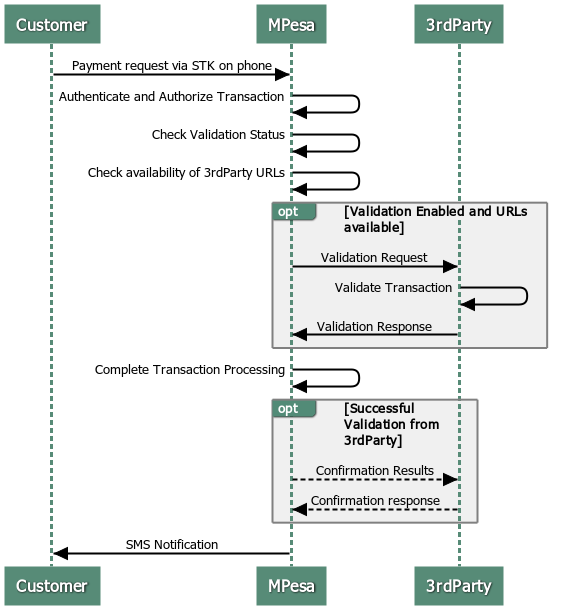 Customer MPesa 3rdParty
Payment request via STK on phone
Authenticate and Authorize Transaction
Check Validation Status
Check availability of 3rdParty URLs
opt [Validation Enabled and URLs
available]
Validation Request
Validate Transaction
Validation Response
Complete Transaction Processing
opt [Successful
Validation from
3rdParty]
Confirmation Results
Confirmation response
SMS Notification
Customer MPesa 3rdParty